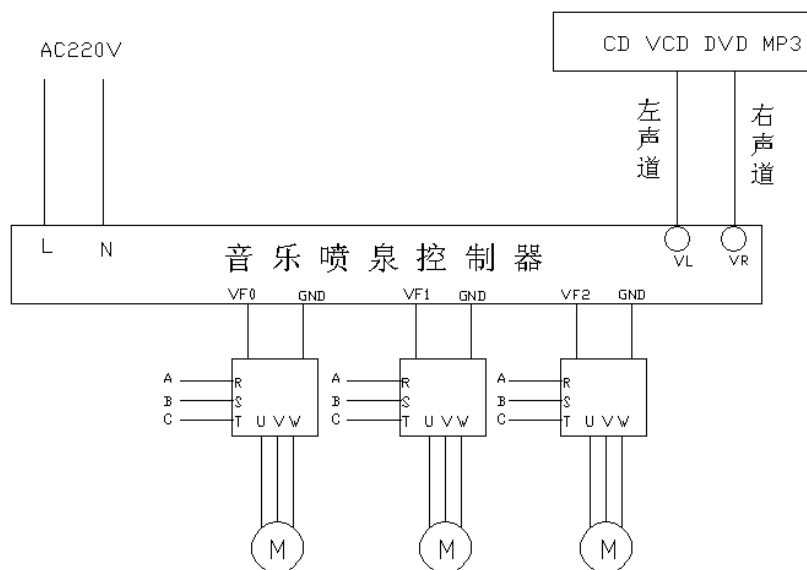 AC220V
CD VCD DVD MP3
左声道
右声道
L
N
音乐喷泉控制器
VL
VR
VF0
GND
VF1
GND
VF2
GND
A
R
B
S
C
T U V W
A
R
B
S
C
T U V W
A
R
B
S
C
T U V W
M
M
M